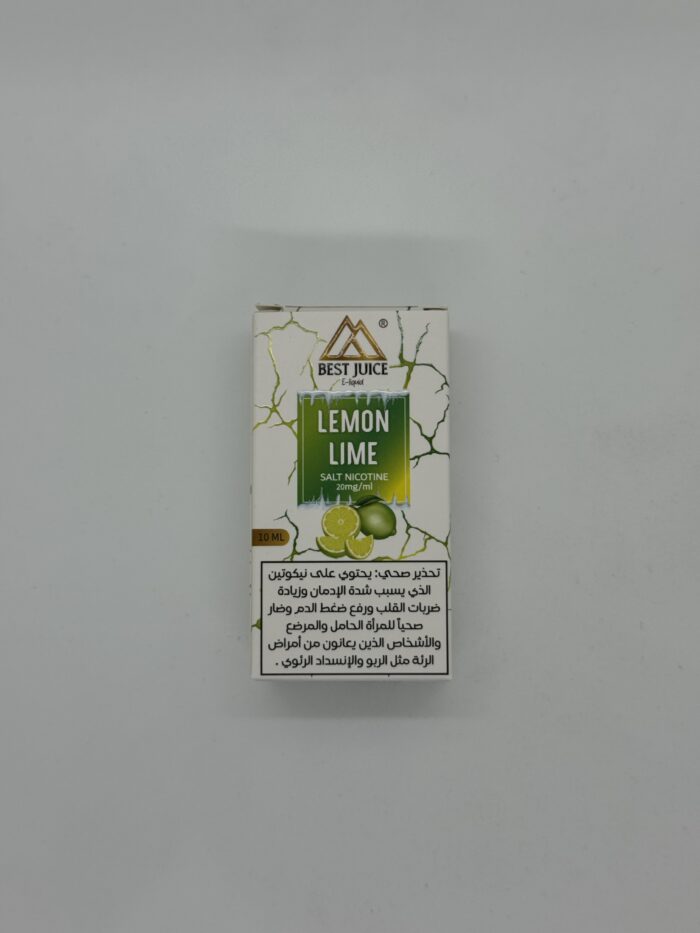 ®
BEST JUICE
E-liquid
LEMON
LIME
SALT NICOTINE
20mg/ml
10 ML
تحذير صحي: يحتوي على نيكوتين
الذي يسبب شدة الإدمان وزيادة
ضربات القلب ورفع ضغط الدم وضار
صحياً للمرأة الحامل والمرضع
والأشخاص الذين يعانون من أمراض
الرئة مثل الربو والإنسداد الرئوي .